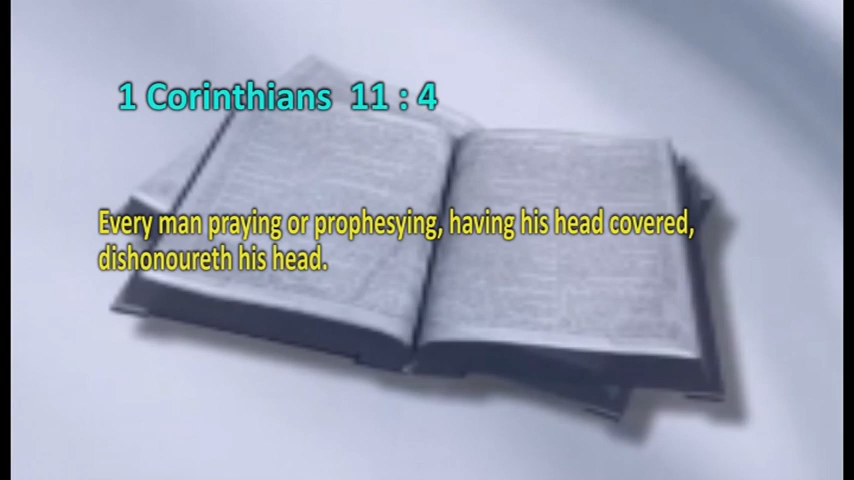 1 Corinthians 11 : 4
Every man praying or prophesying, having his head covered,
dishonoureth his head.